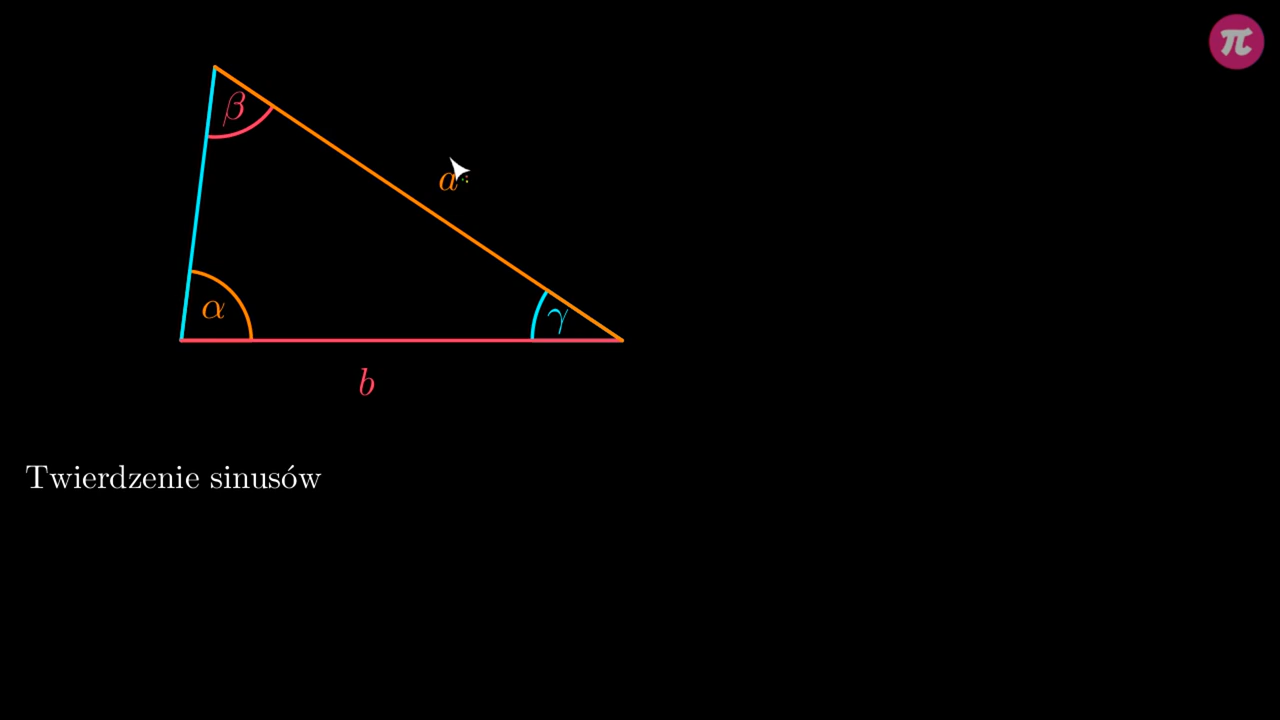 β
a
α
γ
b
Twierdzenie sinusów
π